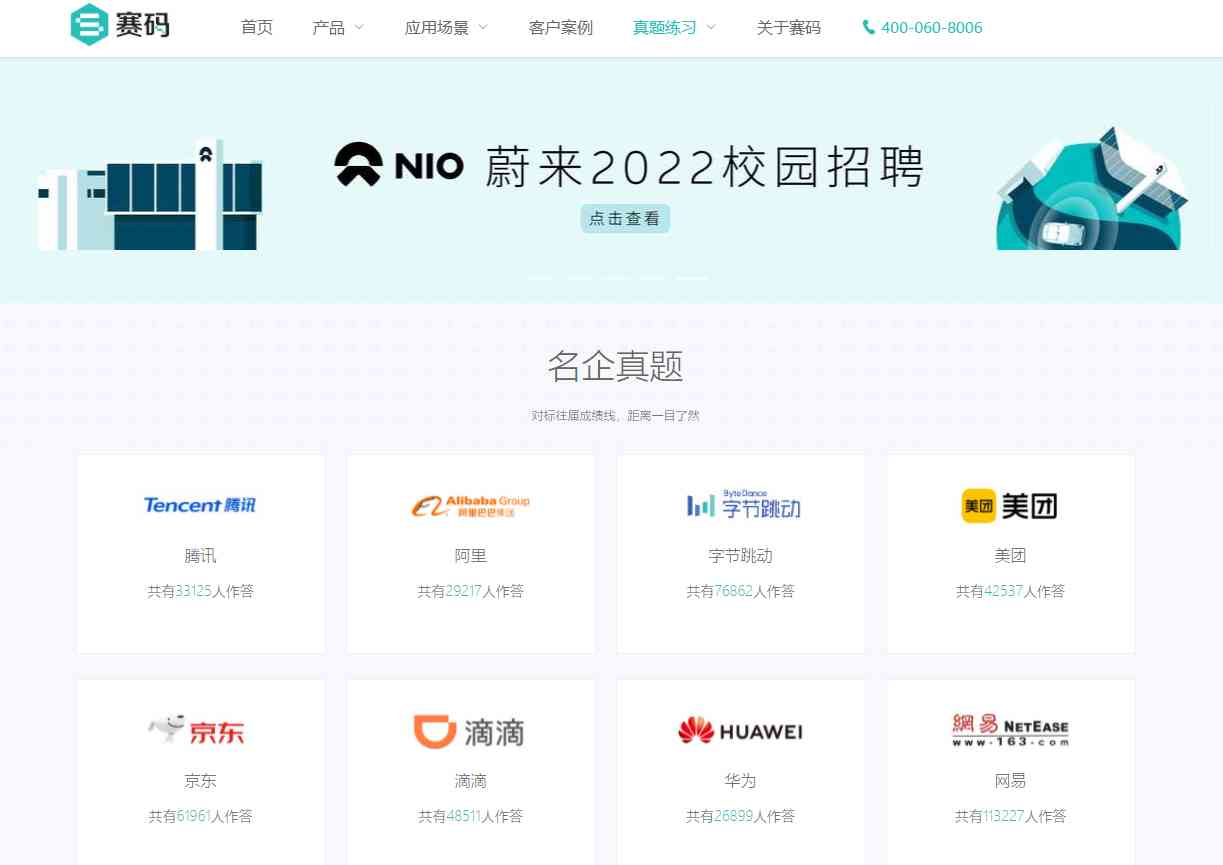 赛码 首页 产品 应用场景 客户案例 真题练习 关于赛码 400-060-8006
NIO 蔚来2022校园招聘
点击查看
名企真题
对标往届成绩线，距离一目了然
Tencent 腾讯 Alibaba Group 阿里巴巴集团 ByteDance 字节跳动 美团 美团
腾讯 阿里 字节跳动 美团
共有33125人作答 共有29217人作答 共有76862人作答 共有42537人作答
京东 滴滴 HUAWEI 網易 NETEASE www.163.com
京东 滴滴 华为 网易
共有61961人作答 共有48511人作答 共有26899人作答 共有113227人作答